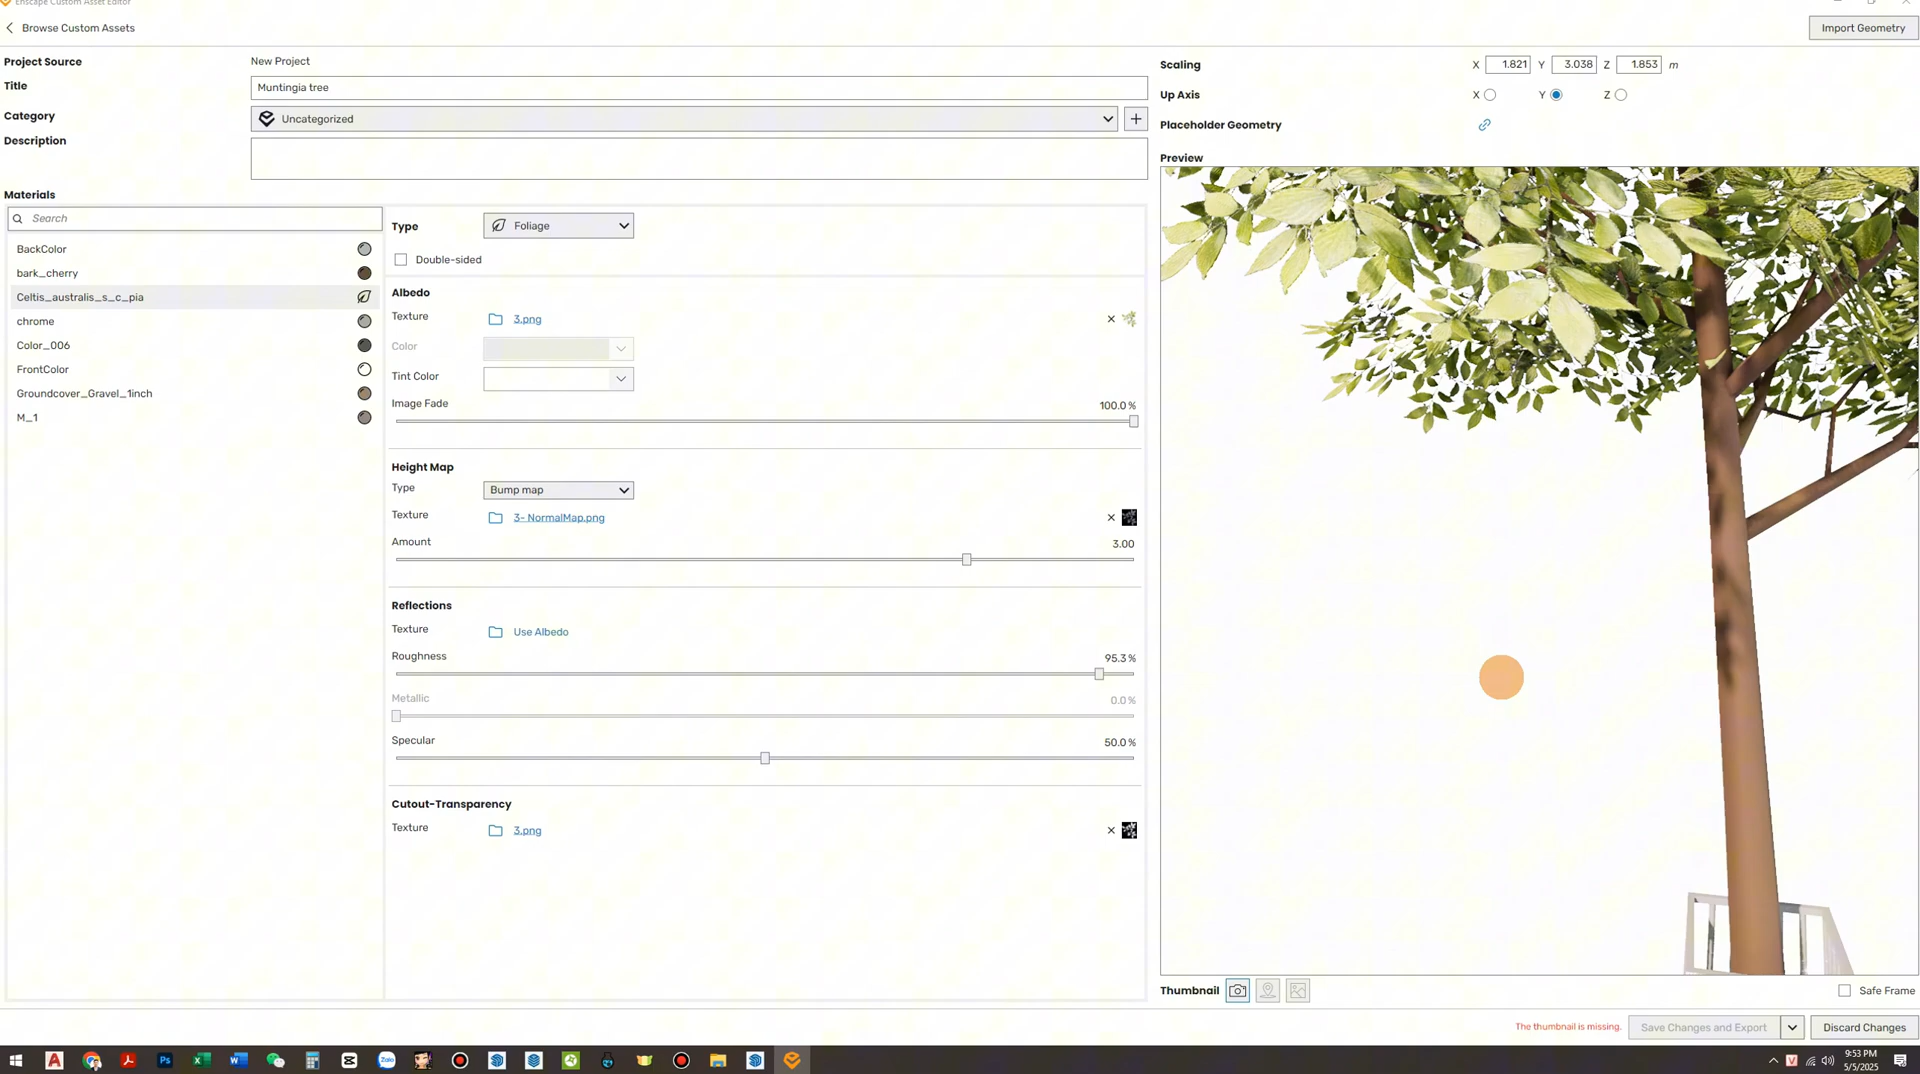 Enscape Custom Asset Editor
Browse Custom Assets
Import Geometry
Project Source
New Project
Title
Muntingia tree
Category
Uncategorized
Description
Materials
Search
BackColor
bark_cherry
Celtis_australis_s_c_pia
chrome
Color_006
FrontColor
Groundcover_Gravel_1inch
M_1
Type
Foliage
Double-sided
Albedo
Texture
3.png
Color
Tint Color
Image Fade
100.0 %
Height Map
Type
Bump map
Texture
3- NormalMap.png
Amount
3.00
Reflections
Texture
Use Albedo
Roughness
95.3 %
Metallic
0.0 %
Specular
50.0 %
Cutout-Transparency
Texture
3.png
Scaling
X 1.821 Y 3.038 Z 1.853 m
Up Axis
X Y Z
Placeholder Geometry
Preview
Thumbnail
Safe Frame
The thumbnail is missing.
Save Changes and Export
Discard Changes
9:53 PM
5/5/2025